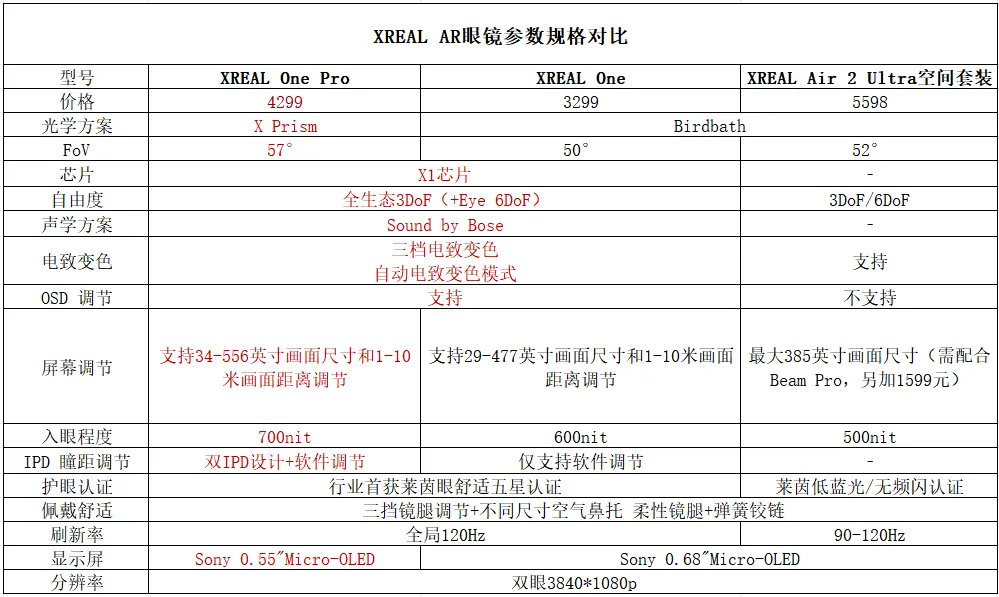 XREAL AR眼镜参数规格对比
型号 XREAL One Pro XREAL One XREAL Air 2 Ultra空间套装
价格 4299 3299 5598
光学方案 X Prism Birdbath
FoV 57° 50° 52°
芯片 X1芯片 -
自由度 全生态3DoF（+Eye 6DoF） 3DoF/6DoF
声学方案 Sound by Bose -
电致变色 三档电致变色 支持
自动电致变色模式
OSD 调节 支持 不支持
屏幕调节 支持34-556英寸画面尺寸和1-10 支持29-477英寸画面尺寸和1-10米画面 最大385英寸画面尺寸（需配合
米画面距离调节 距离调节 Beam Pro，另加1599元）
入眼程度 700nit 600nit 500nit
IPD 瞳距调节 双IPD设计+软件调节 仅支持软件调节 -
护眼认证 行业首获莱茵眼舒适五星认证 莱茵低蓝光/无频闪认证
佩戴舒适 三挡镜腿调节+不同尺寸空气鼻托 柔性镜腿+弹簧铰链
刷新率 全局120Hz 90-120Hz
显示屏 Sony 0.55"Micro-OLED Sony 0.68"Micro-OLED
分辨率 双眼3840*1080p